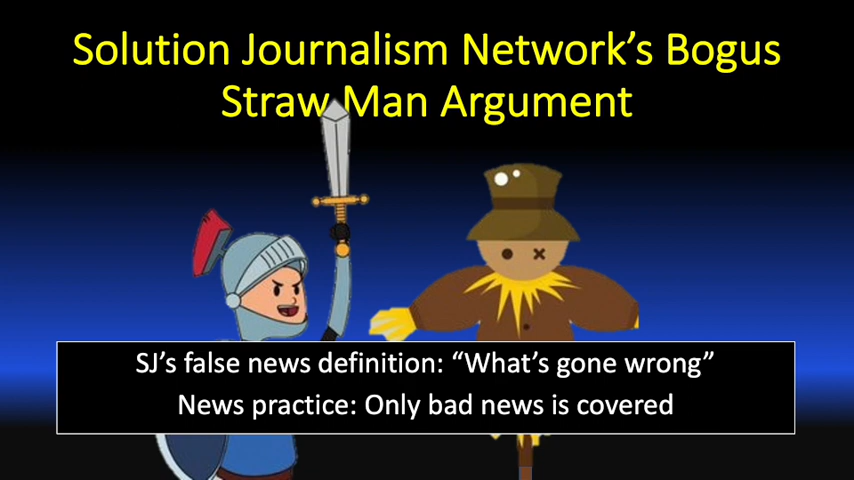 Solution Journalism Network’s Bogus
Straw Man Argument
SJ’s false news definition: “What’s gone wrong”
News practice: Only bad news is covered